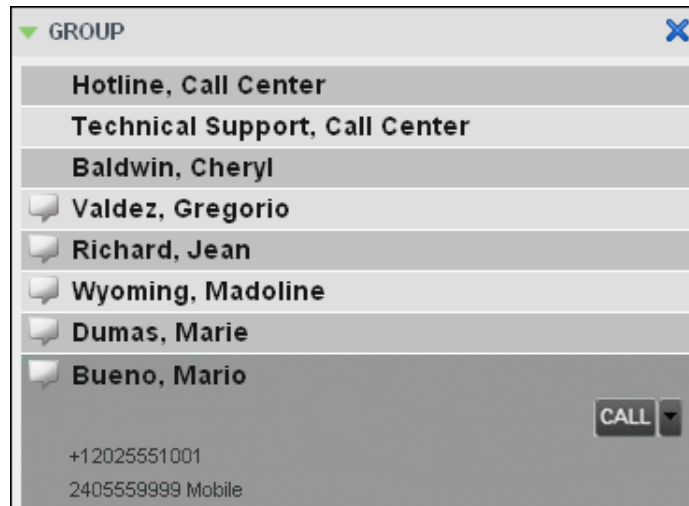 GROUP
Hotline, Call Center
Technical Support, Call Center
Baldwin, Cheryl
Valdez, Gregorio
Richard, Jean
Wyoming, Madoline
Dumas, Marie
Bueno, Mario
CALL
+12025551001
2405559999 Mobile